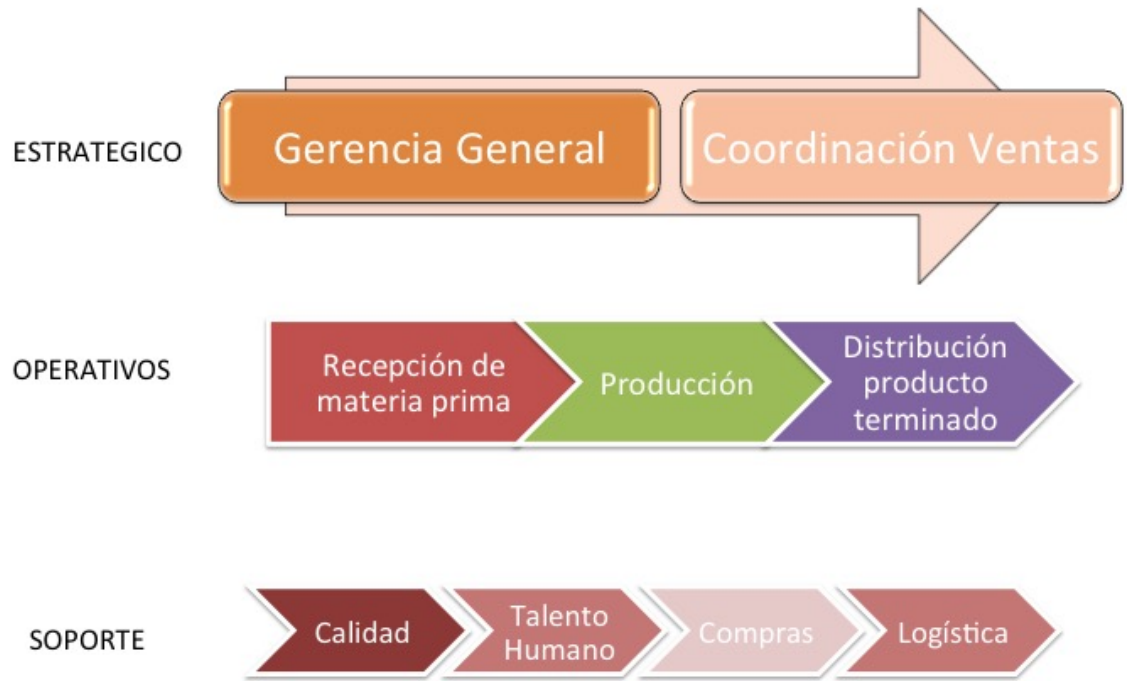 ESTRATEGICO
Gerencia General
Coordinación Ventas
OPERATIVOS
Recepción de
materia prima
Producción
Distribución
producto
terminado
SOPORTE
Calidad
Talento
Humano
Compras
Logística